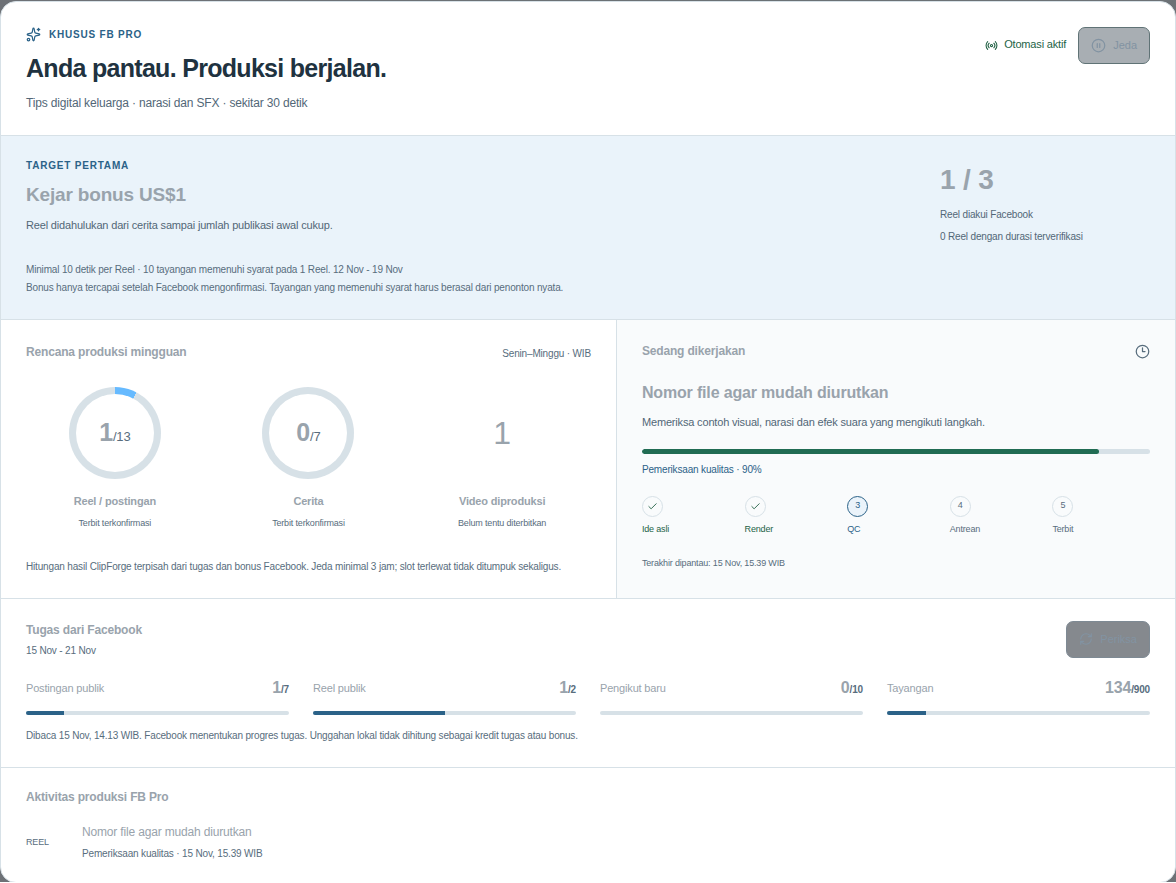 KHUSUS FB PRO
Anda pantau. Produksi berjalan.
Tips digital keluarga · narasi dan SFX · sekitar 30 detik
Otomasi aktif
Jeda
TARGET PERTAMA
Kejar bonus US$1
Reel didahulukan dari cerita sampai jumlah publikasi awal cukup.
Minimal 10 detik per Reel · 10 tayangan memenuhi syarat pada 1 Reel. 12 Nov - 19 Nov
Bonus hanya tercapai setelah Facebook mengonfirmasi. Tayangan yang memenuhi syarat harus berasal dari penonton nyata.
1 / 3
Reel diakui Facebook
0 Reel dengan durasi terverifikasi
Rencana produksi mingguan
Senin–Minggu · WIB
1/13
Reel / postingan
Terbit terkonfirmasi
0/7
Cerita
Terbit terkonfirmasi
1
Video diproduksi
Belum tentu diterbitkan
Hitungan hasil ClipForge terpisah dari tugas dan bonus Facebook. Jeda minimal 3 jam; slot terlewat tidak ditumpuk sekaligus.
Sedang dikerjakan
Nomor file agar mudah diurutkan
Memeriksa contoh visual, narasi dan efek suara yang mengikuti langkah.
Pemeriksaan kualitas · 90%
Ide asli
Render
3
QC
4
Antrean
5
Terbit
Terakhir dipantau: 15 Nov, 15.39 WIB
Tugas dari Facebook
15 Nov - 21 Nov
Postingan publik
1/7
Reel publik
1/2
Pengikut baru
0/10
Tayangan
134/900
Dibaca 15 Nov, 14.13 WIB. Facebook menentukan progres tugas. Unggahan lokal tidak dihitung sebagai kredit tugas atau bonus.
Aktivitas produksi FB Pro
REEL
Nomor file agar mudah diurutkan
Pemeriksaan kualitas · 15 Nov, 15.39 WIB